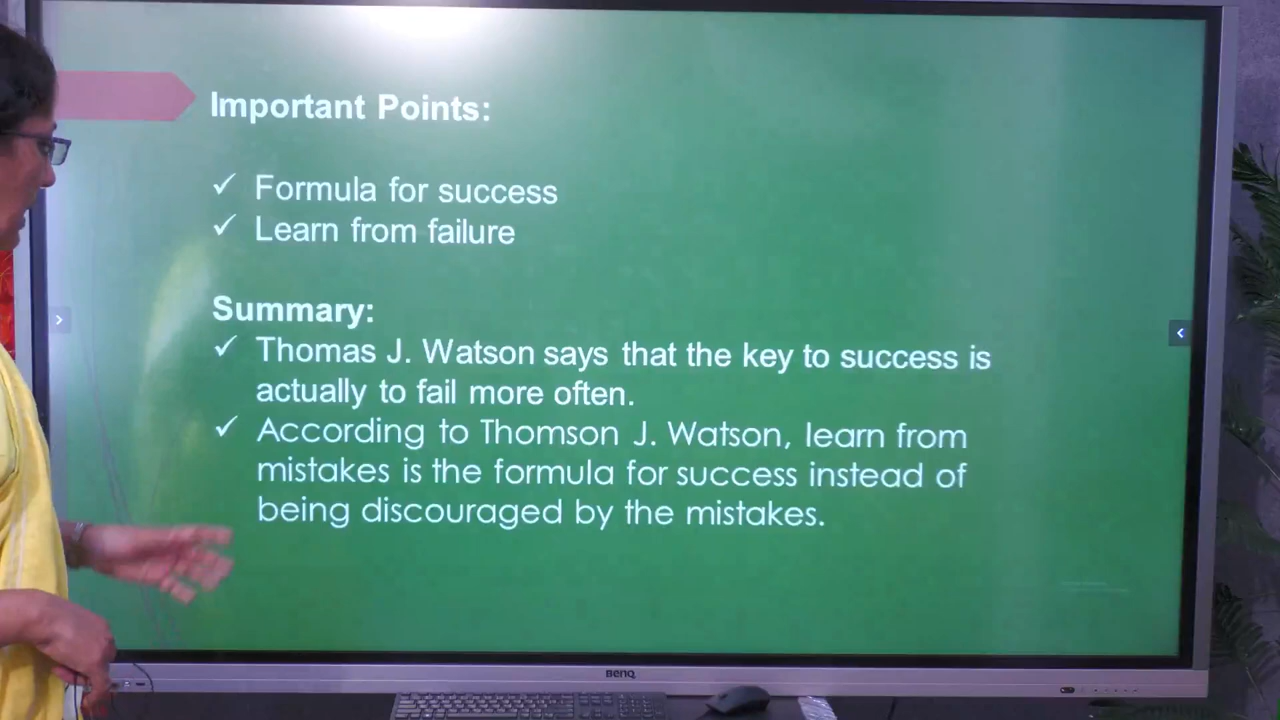 Important Points:
✓ Formula for success
✓ Learn from failure
Summary:
✓ Thomas J. Watson says that the key to success is
actually to fail more often.
✓ According to Thomson J. Watson, learn from
mistakes is the formula for success instead of
being discouraged by the mistakes.
BenQ